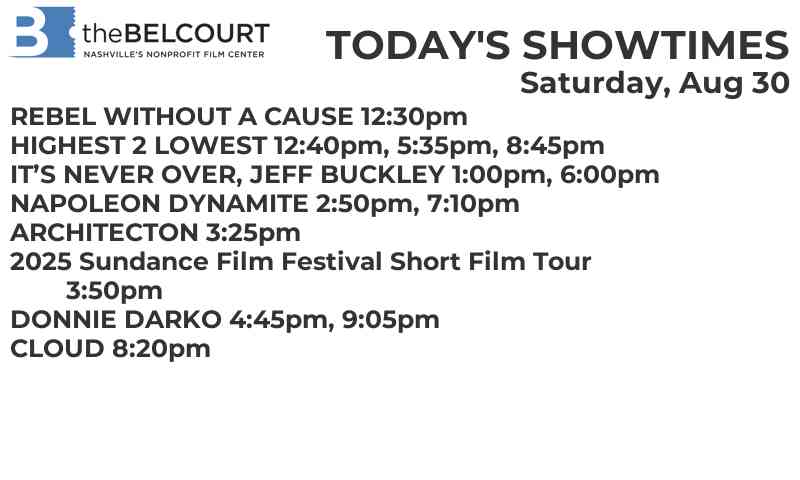 B theBELCOURT
NASHVILLE'S NONPROFIT FILM CENTER
TODAY'S SHOWTIMES
Saturday, Aug 30
REBEL WITHOUT A CAUSE 12:30pm
HIGHEST 2 LOWEST 12:40pm, 5:35pm, 8:45pm
IT’S NEVER OVER, JEFF BUCKLEY 1:00pm, 6:00pm
NAPOLEON DYNAMITE 2:50pm, 7:10pm
ARCHITECTON 3:25pm
2025 Sundance Film Festival Short Film Tour
3:50pm
DONNIE DARKO 4:45pm, 9:05pm
CLOUD 8:20pm